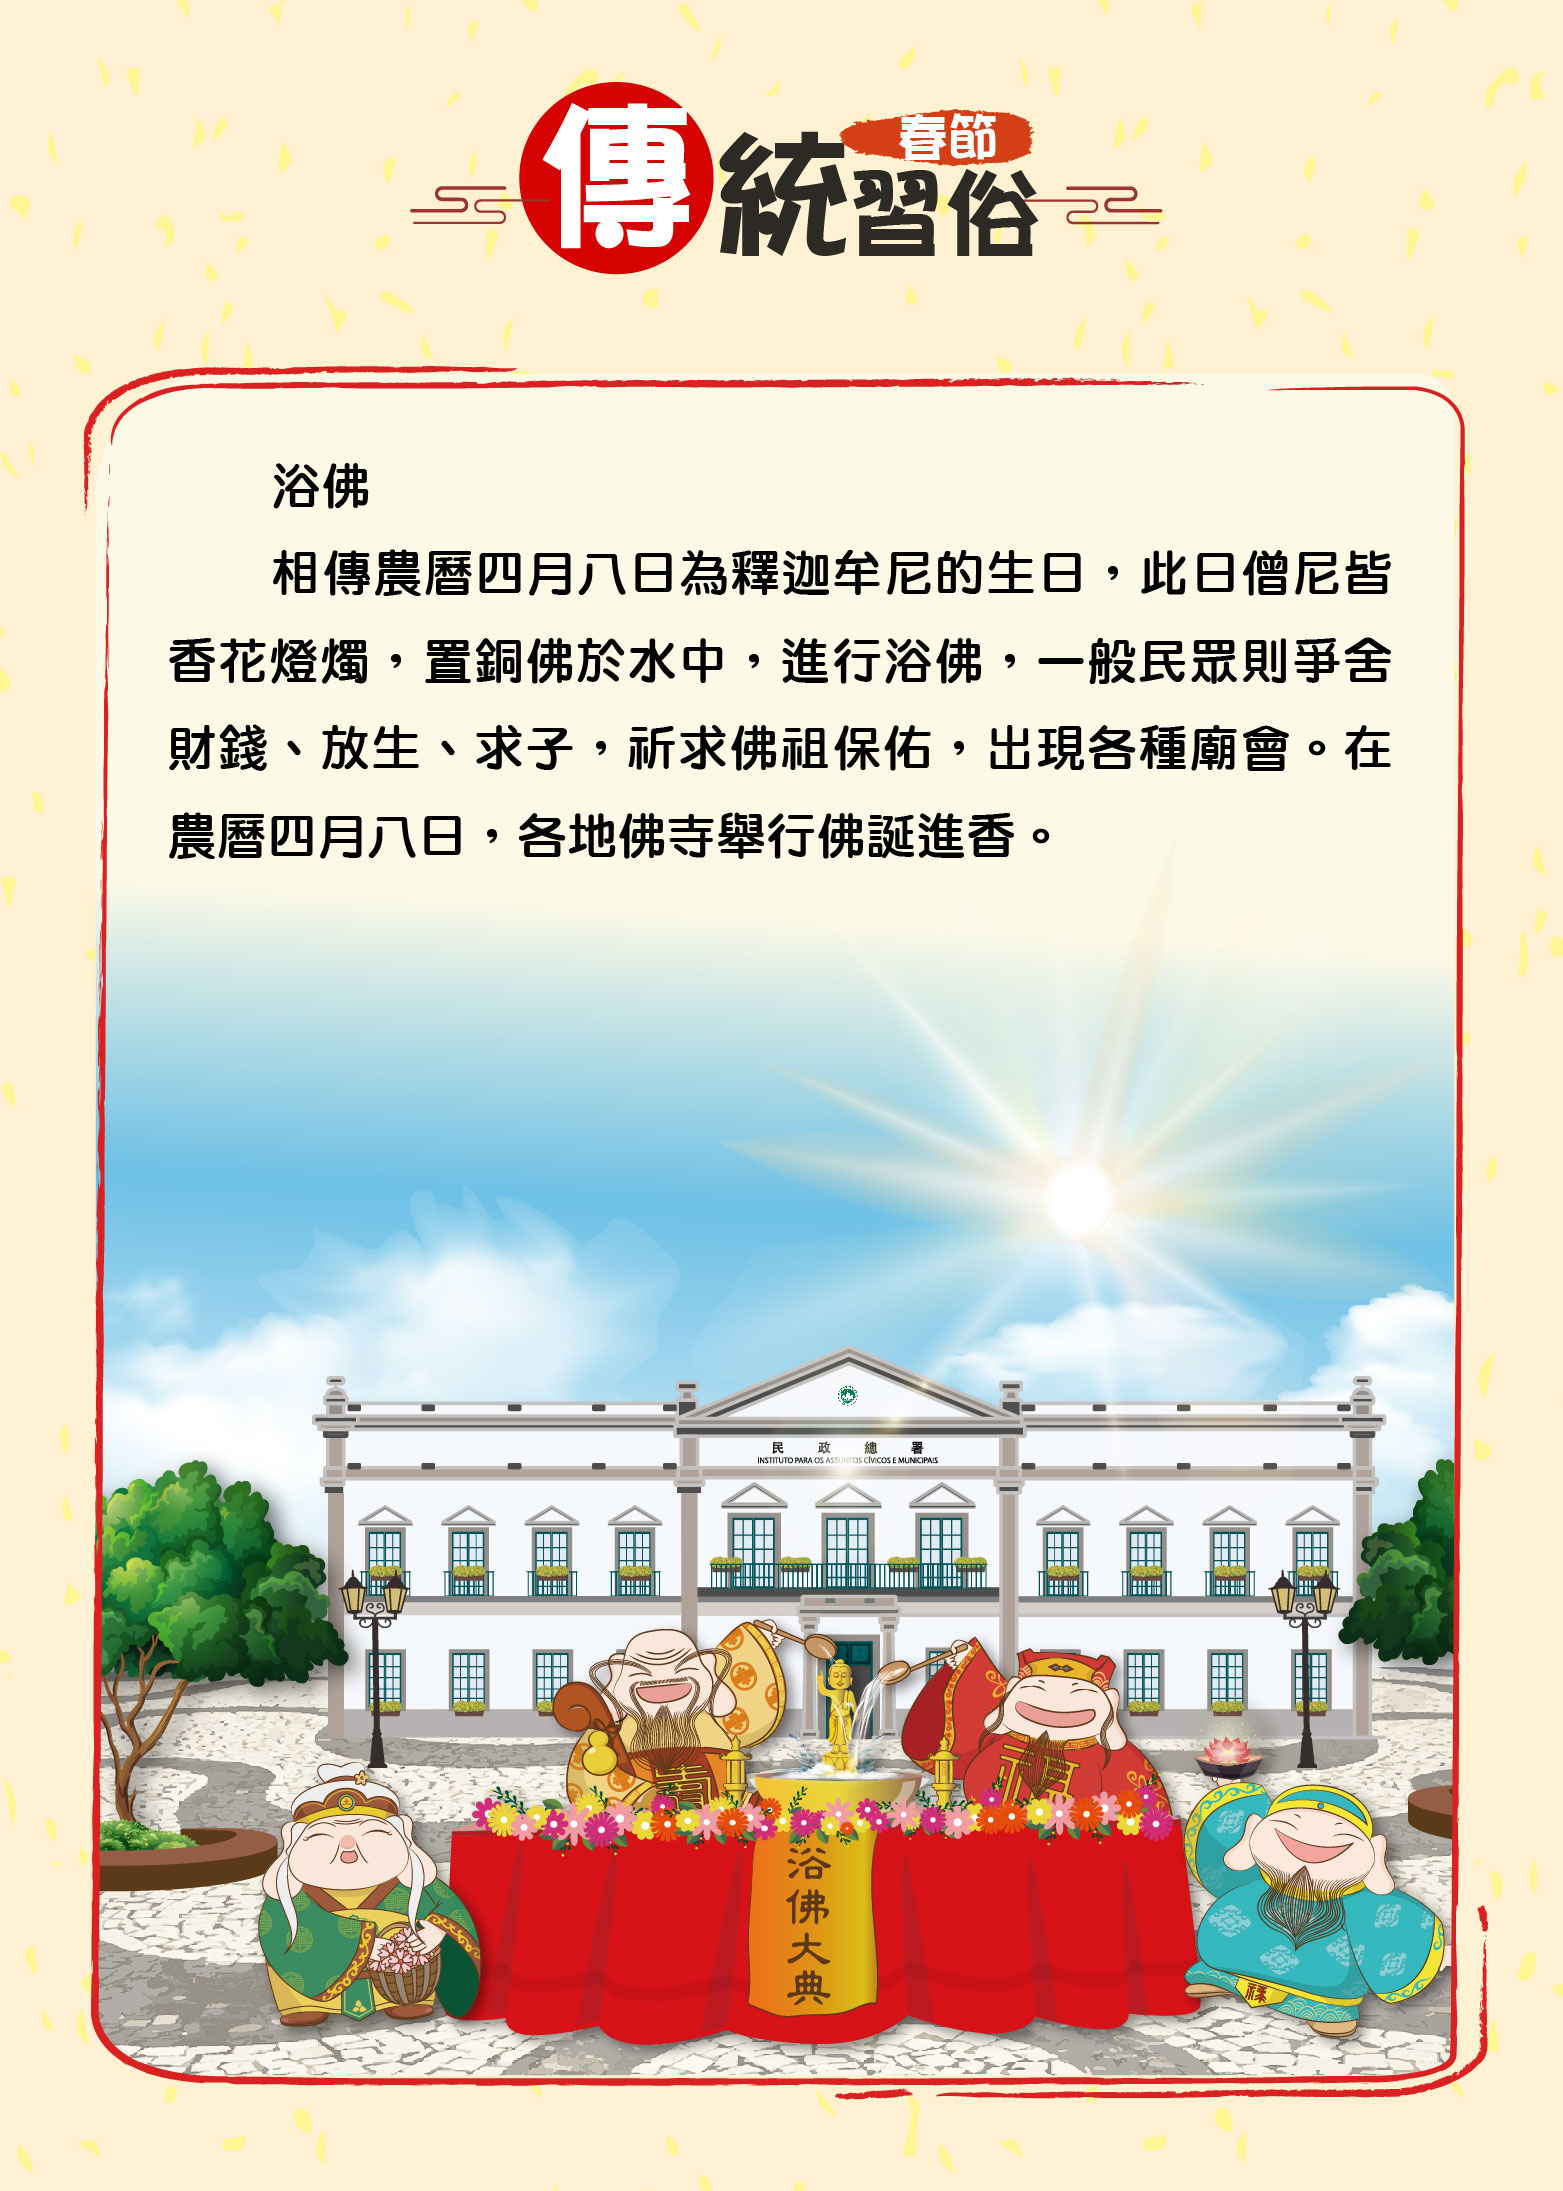 傳統習俗
春節
浴佛
相傳農曆四月八日為釋迦牟尼的生日，此日僧尼皆
香花燈燭，置銅佛於水中，進行浴佛，一般民眾則爭舍
財錢、放生、求子，祈求佛祖保佑，出現各種廟會。在
農曆四月八日，各地佛寺舉行佛誕進香。
民政總署
INSTITUTO PARA OS ASSUNTOS CÍVICOS E MUNICIPAIS
壽
福
浴佛大典
祿